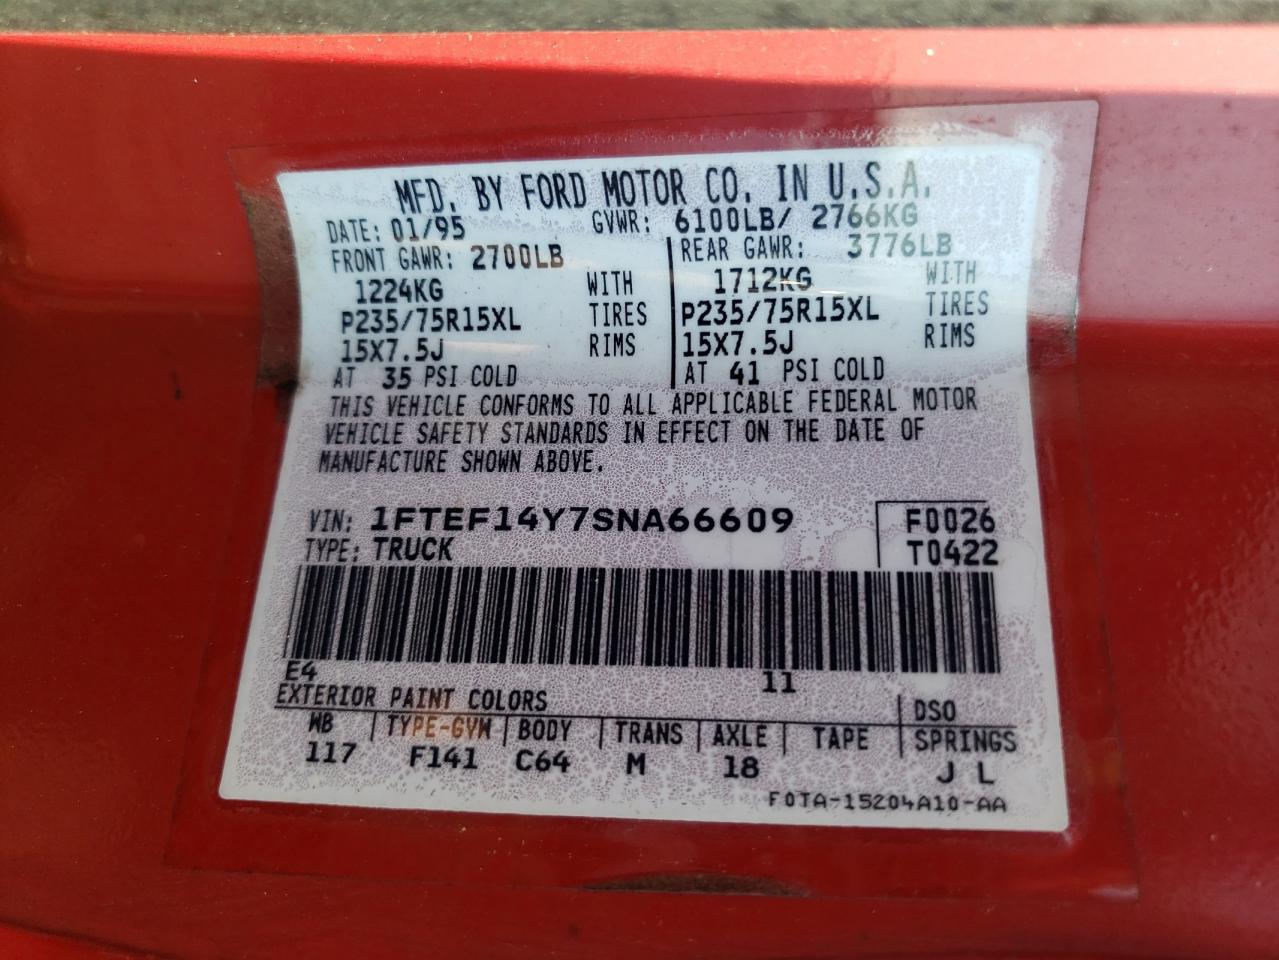 MFD. BY FORD MOTOR CO. IN U.S.A.
DATE: 01/95 GVWR: 6100LB/ 2766KG
FRONT GAWR: 2700LB REAR GAWR: 3776LB
1224KG WITH 1712KG WITH
P235/75R15XL TIRES P235/75R15XL TIRES
15X7.5J RIMS 15X7.5J RIMS
AT 35 PSI COLD AT 41 PSI COLD
THIS VEHICLE CONFORMS TO ALL APPLICABLE FEDERAL MOTOR
VEHICLE SAFETY STANDARDS IN EFFECT ON THE DATE OF
MANUFACTURE SHOWN ABOVE.
VIN: 1FTEF14Y7SNA66609 F0026
TYPE: TRUCK T0422
E4 11
EXTERIOR PAINT COLORS DSO
WB TYPE-GVW BODY TRANS AXLE TAPE SPRINGS
117 F141 C64 M 18 J L
F0TA-15204A10-AA